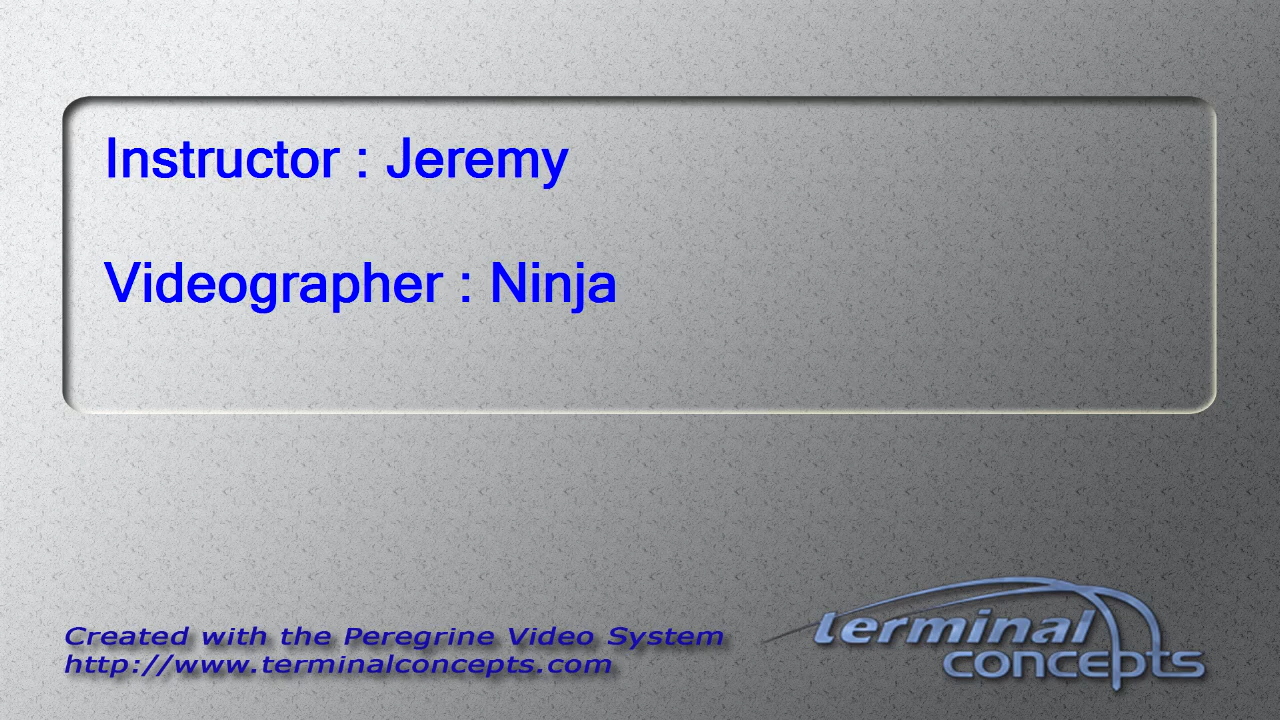 Instructor : Jeremy
Videographer : Ninja
Created with the Peregrine Video System
http://www.terminalconcepts.com
terminal
concepts